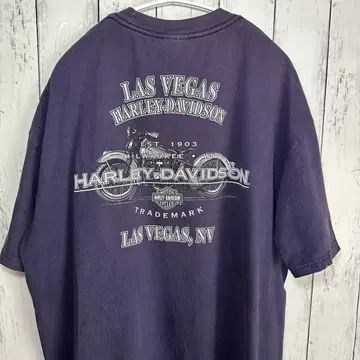 LAS VEGAS
HARLEY-DAVIDSON
EST. 1903
MILWAUKEE
HARLEY-DAVIDSON
TRADEMARK
LAS VEGAS, NV